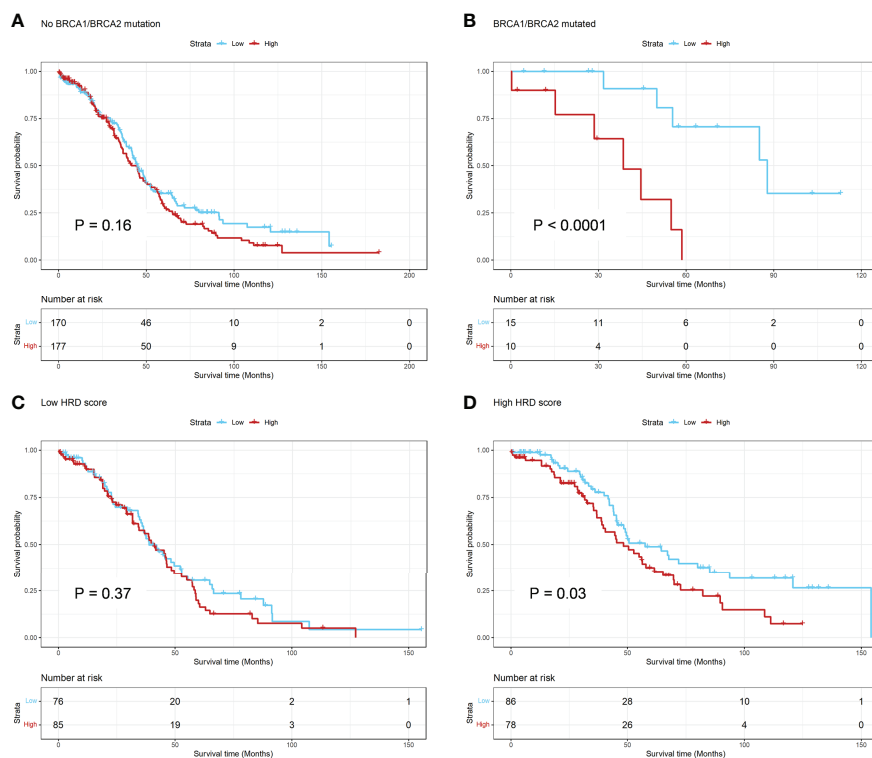 A
No BRCA1/BRCA2 mutation
Strata Low High
Survival probability
1.00
0.75
0.50
0.25
0.00
P = 0.16
0 50 100 150 200
Survival time (Months)
Number at risk
Strata
Low 170 46 10 2 0
High 177 50 9 1 0
0 50 100 150 200
Survival time (Months)
B
BRCA1/BRCA2 mutated
Strata Low High
Survival probability
1.00
0.75
0.50
0.25
0.00
P < 0.0001
0 30 60 90 120
Survival time (Months)
Number at risk
Strata
Low 15 11 6 2 0
High 10 4 0 0 0
0 30 60 90 120
Survival time (Months)
C
Low HRD score
Strata Low High
Survival probability
1.00
0.75
0.50
0.25
0.00
P = 0.37
0 50 100 150
Survival time (Months)
Number at risk
Strata
Low 76 20 2 1
High 85 19 3 0
0 50 100 150
Survival time (Months)
D
High HRD score
Strata Low High
Survival probability
1.00
0.75
0.50
0.25
0.00
P = 0.03
0 50 100 150
Survival time (Months)
Number at risk
Strata
Low 86 28 10 1
High 78 26 4 0
0 50 100 150
Survival time (Months)